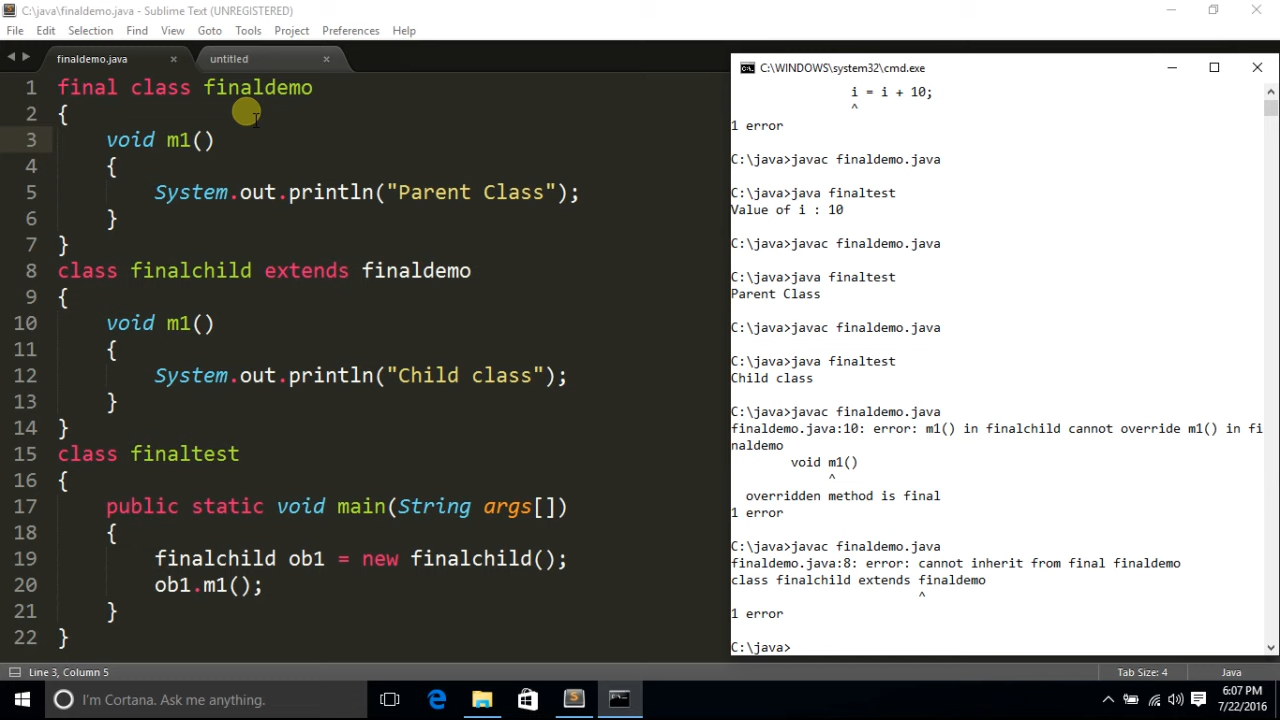 C:\java\finaldemo.java - Sublime Text (UNREGISTERED)
File Edit Selection Find View Goto Tools Project Preferences Help
finaldemo.java × untitled ×
1 final class finaldemo
2 {
3     void m1()
4     {
5         System.out.println("Parent Class");
6     }
7 }
8 class finalchild extends finaldemo
9 {
10     void m1()
11     {
12         System.out.println("Child class");
13     }
14 }
15 class finaltest
16 {
17     public static void main(String args[])
18     {
19         finalchild ob1 = new finalchild();
20         ob1.m1();
21     }
22 }
C:\WINDOWS\system32\cmd.exe
i = i + 10;
^
1 error
C:\java>javac finaldemo.java
C:\java>java finaltest
Value of i : 10
C:\java>javac finaldemo.java
C:\java>java finaltest
Parent Class
C:\java>javac finaldemo.java
C:\java>java finaltest
Child class
C:\java>javac finaldemo.java
finaldemo.java:10: error: m1() in finalchild cannot override m1() in fi
naldemo
void m1()
^
overridden method is final
1 error
C:\java>javac finaldemo.java
finaldemo.java:8: error: cannot inherit from final finaldemo
class finalchild extends finaldemo
^
1 error
C:\java>
Line 3, Column 5
Tab Size: 4 Java
I'm Cortana. Ask me anything.
6:07 PM
7/22/2016